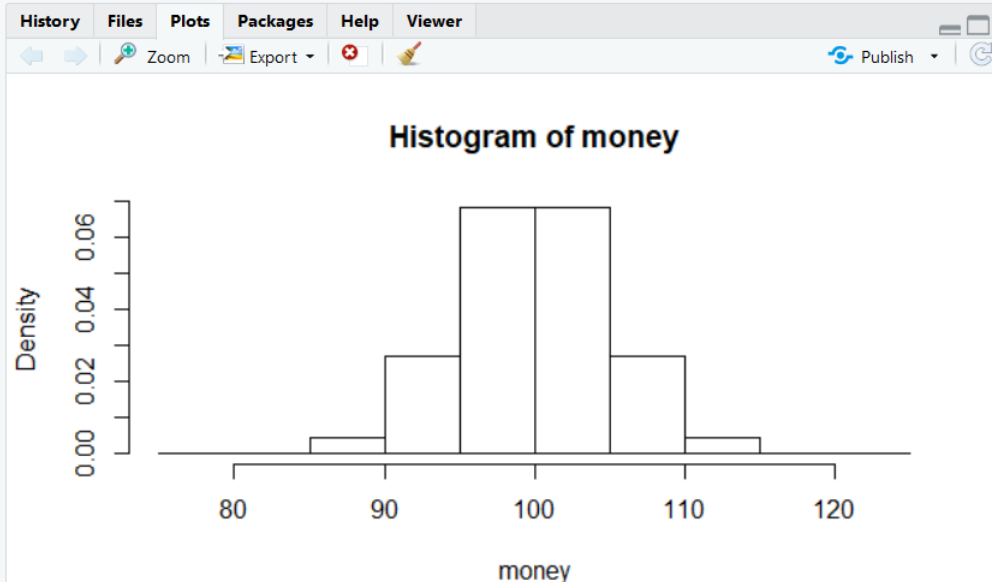 History Files Plots Packages Help Viewer
Zoom Export Publish
Histogram of money
Density
0.00 0.02 0.04 0.06
80 90 100 110 120
money